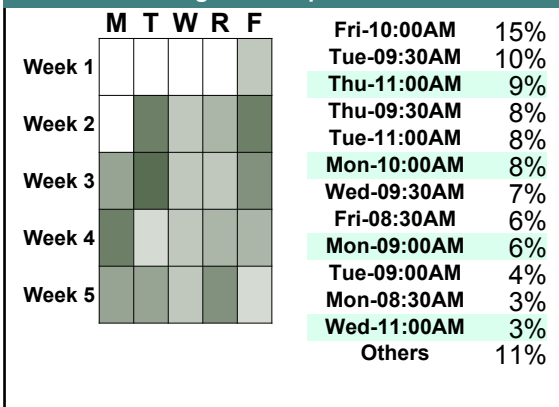 M T W R F
Week 1
Week 2
Week 3
Week 4
Week 5
Fri-10:00AM 15%
Tue-09:30AM 10%
Thu-11:00AM 9%
Thu-09:30AM 8%
Tue-11:00AM 8%
Mon-10:00AM 8%
Wed-09:30AM 7%
Fri-08:30AM 6%
Mon-09:00AM 6%
Tue-09:00AM 4%
Mon-08:30AM 3%
Wed-11:00AM 3%
Others 11%